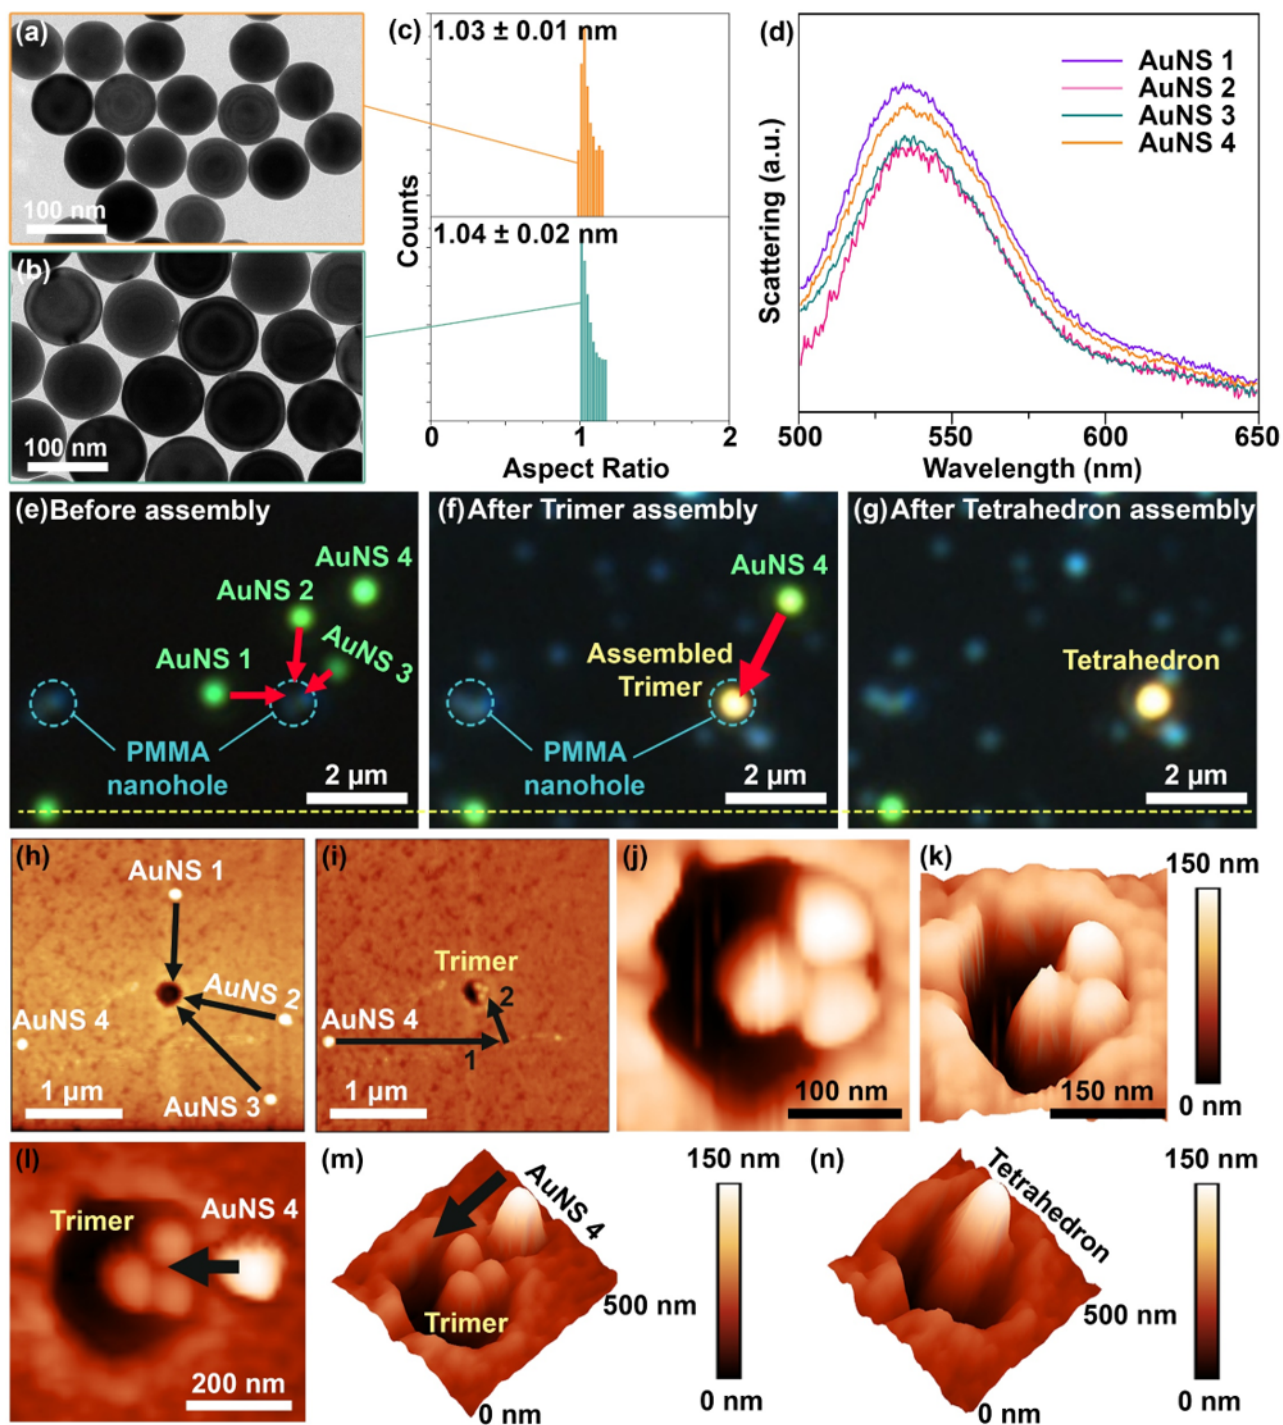 (a)
100 nm
(b)
100 nm
(c)
1.03 ± 0.01 nm
1.04 ± 0.02 nm
Counts
0 1 2
Aspect Ratio
(d)
AuNS 1
AuNS 2
AuNS 3
AuNS 4
Scattering (a.u.)
500 550 600 650
Wavelength (nm)
(e) Before assembly
AuNS 4
AuNS 2
AuNS 3
AuNS 1
PMMA
nanohole
2 µm
(f) After Trimer assembly
AuNS 4
Assembled
Trimer
PMMA
nanohole
2 µm
(g) After Tetrahedron assembly
Tetrahedron
2 µm
(h)
AuNS 1
AuNS 2
AuNS 4
1 µm
AuNS 3
(i)
Trimer
2
AuNS 4
1
1 µm
(j)
100 nm
(k)
150 nm
150 nm
0 nm
(l)
Trimer
AuNS 4
200 nm
(m)
AuNS 4
Trimer
500 nm
0 nm
150 nm
0 nm
(n)
Tetrahedron
500 nm
0 nm
150 nm
0 nm